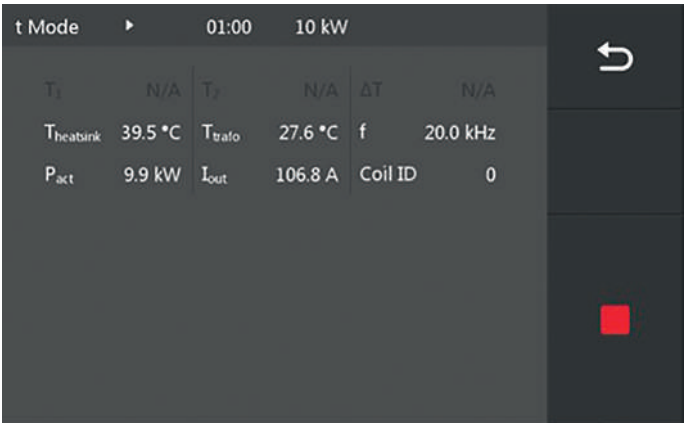 t Mode ▶ 01:00 10 kW
T₁ N/A T₂ N/A ΔT N/A
Theatsink 39.5 °C Ttrafo 27.6 °C f 20.0 kHz
Pact 9.9 kW Iout 106.8 A Coil ID 0